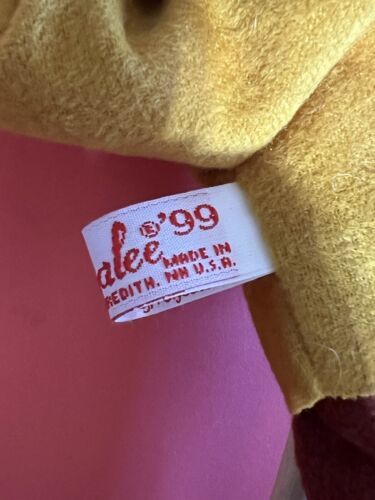 alee Ⓔ '99
MADE IN
REDITH. NH U.S.A.